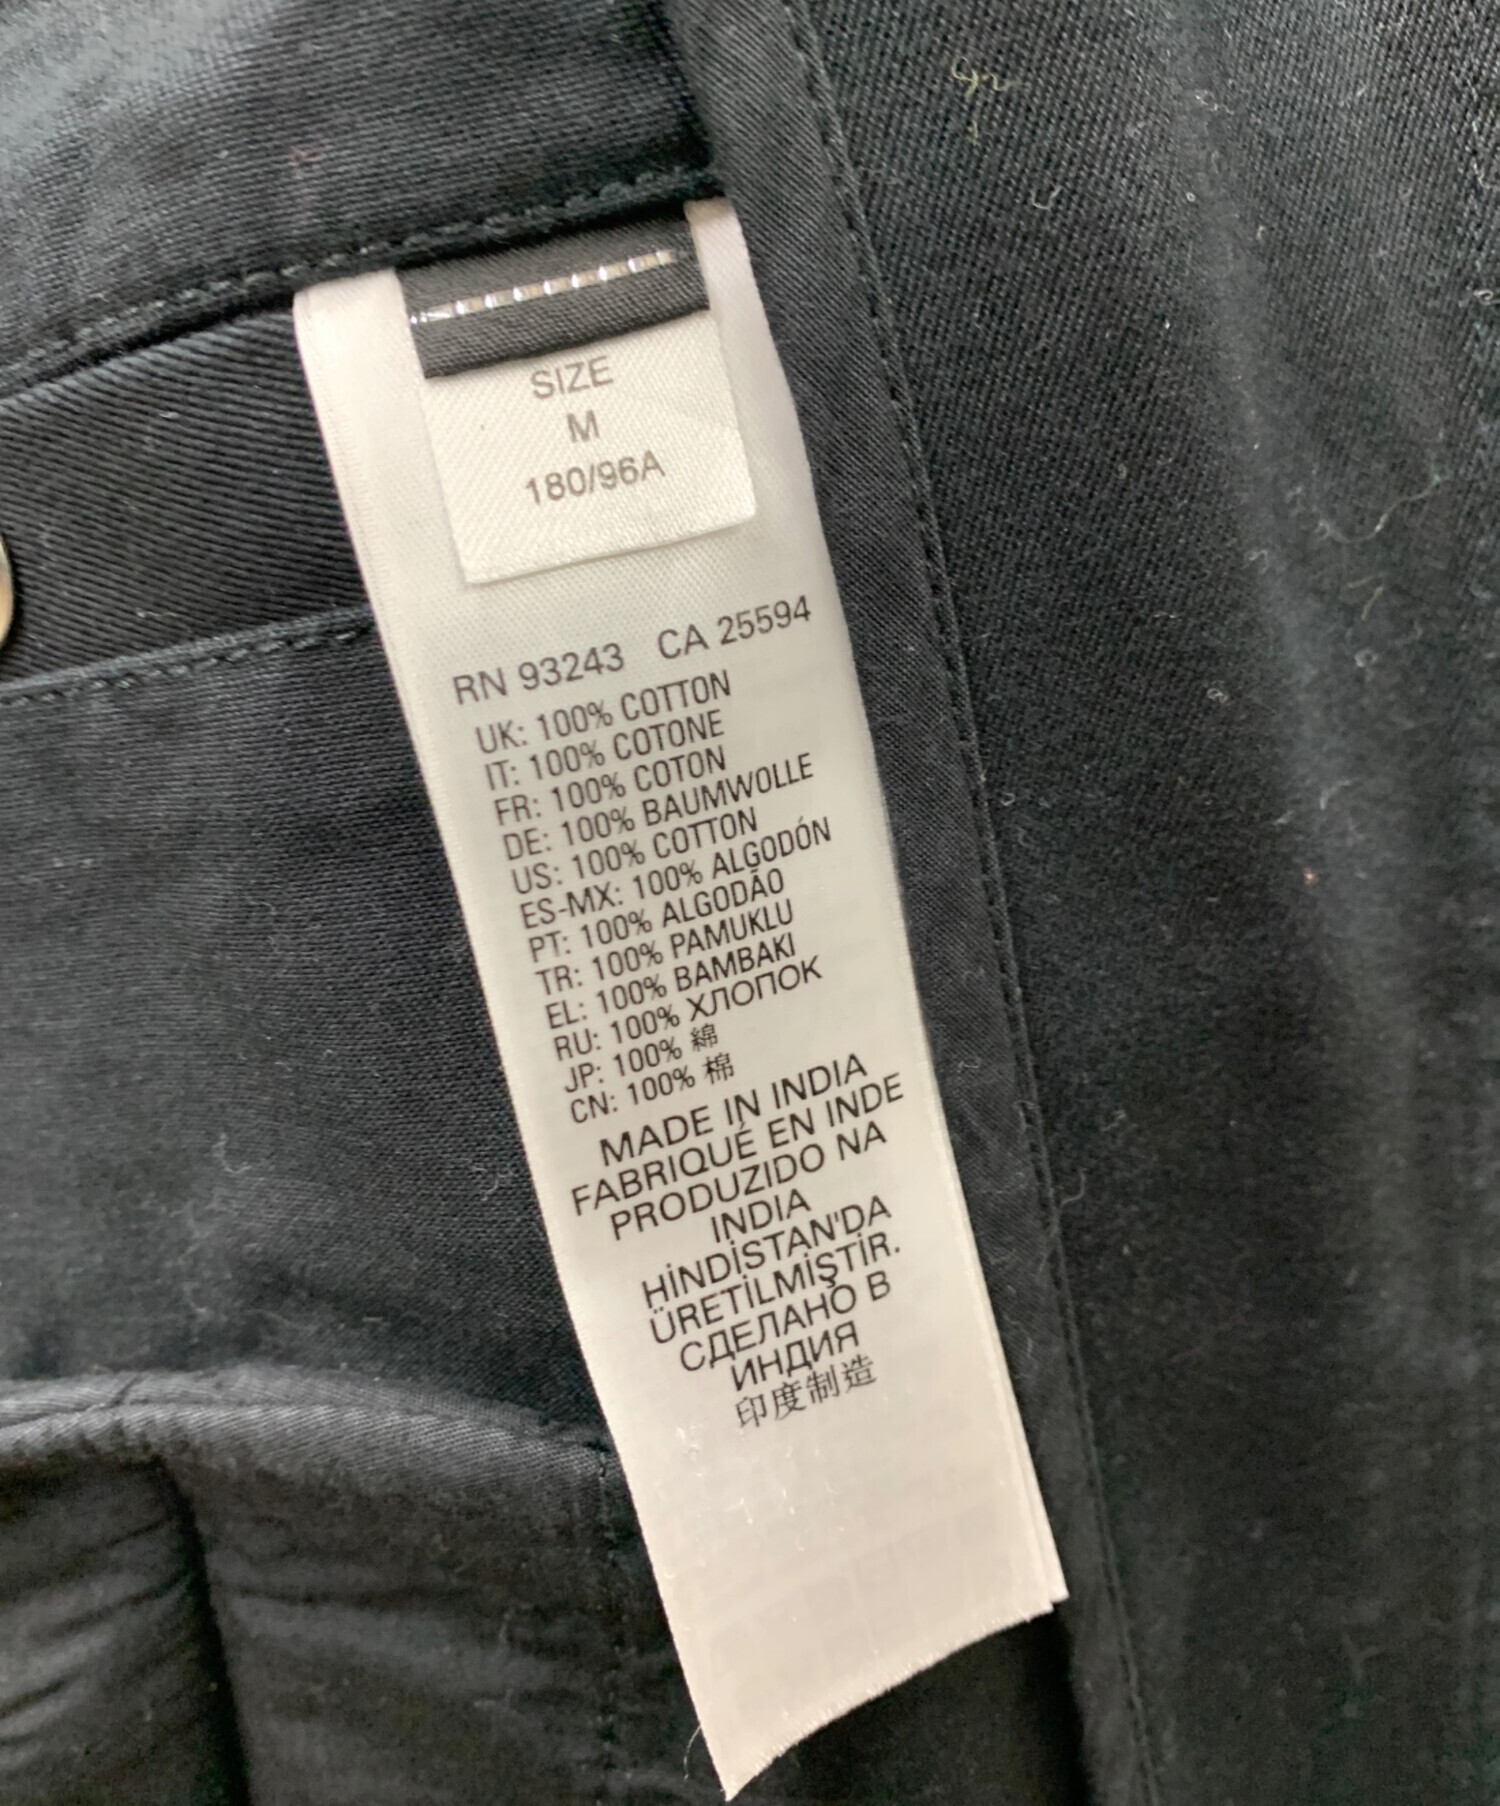 SIZE
M
180/96A
RN 93243 CA 25594
UK: 100% COTTON
IT: 100% COTONE
FR: 100% COTON
DE: 100% BAUMWOLLE
US: 100% COTTON
ES-MX: 100% ALGODÓN
PT: 100% ALGODÃO
TR: 100% PAMUKLU
EL: 100% BAMBAKI
RU: 100% ХЛОПОК
JP: 100% 綿
CN: 100% 棉
MADE IN INDIA
FABRIQUÉ EN INDE
PRODUZIDO NA
INDIA
HİNDİSTAN'DA
ÜRETİLMİŞTİR.
СДЕЛАНО В
ИНДИЯ
印度制造